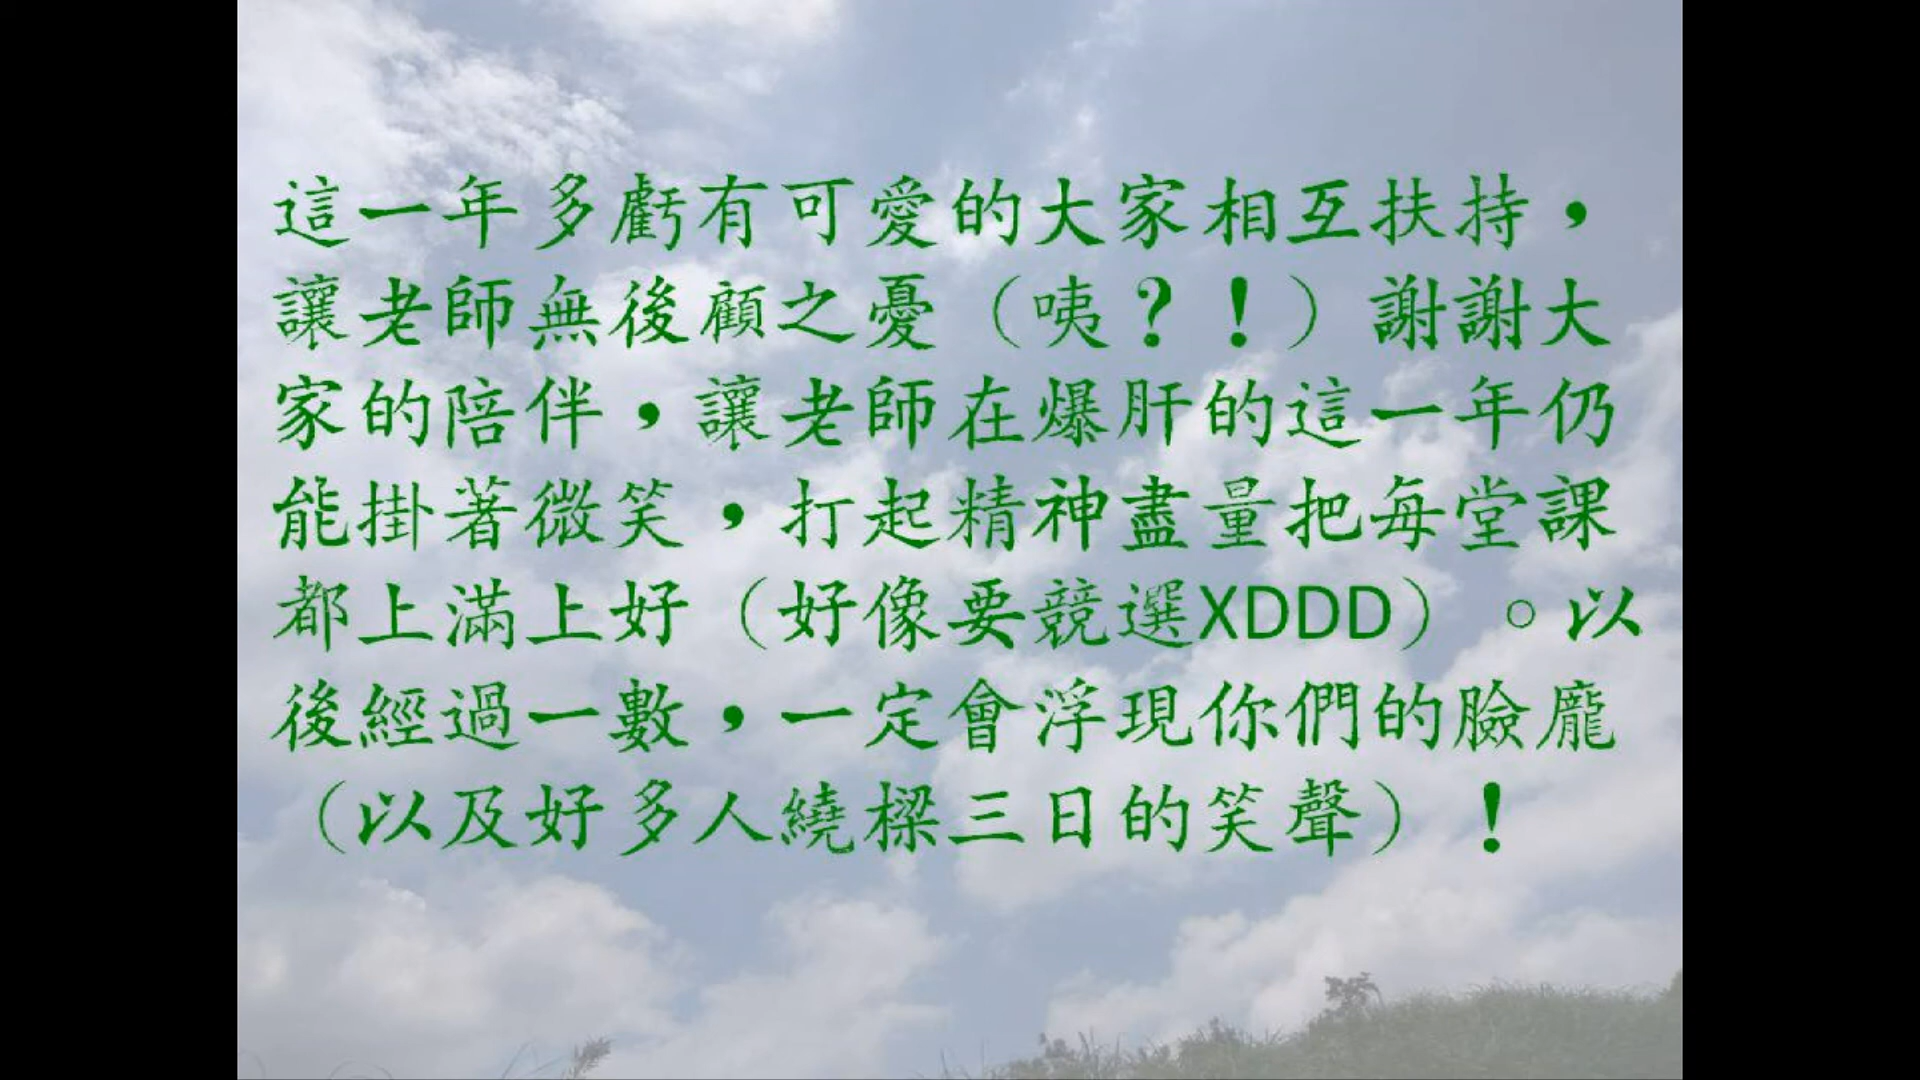 這一年多虧有可愛的大家相互扶持，
讓老師無後顧之憂（咦？！）謝謝大
家的陪伴，讓老師在爆肝的這一年仍
能掛著微笑，打起精神盡量把每堂課
都上滿上好（好像要競選XDDD）。以
後經過一數，一定會浮現你們的臉龐
（以及好多人繞樑三日的笑聲）！